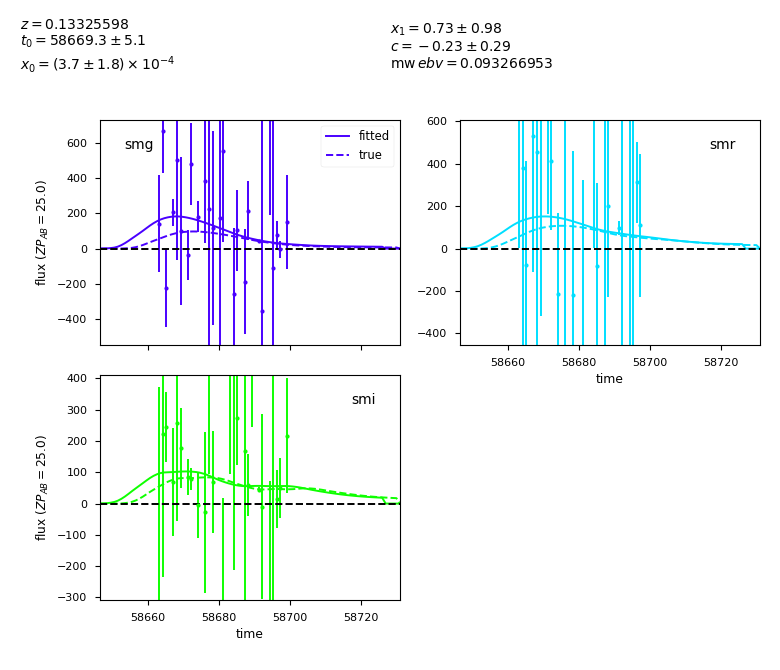 z = 0.13325598
t₀ = 58669.3 ± 5.1
x₀ = (3.7 ± 1.8) × 10⁻⁴
x₁ = 0.73 ± 0.98
c = −0.23 ± 0.29
mw ebv = 0.093266953
smg
fitted
true
600
400
200
0
−200
−400
flux (ZP_AB = 25.0)
smr
600
400
200
0
−200
−400
58660 58680 58700 58720
time
smi
400
300
200
100
0
−100
−200
−300
flux (ZP_AB = 25.0)
58660 58680 58700 58720
time